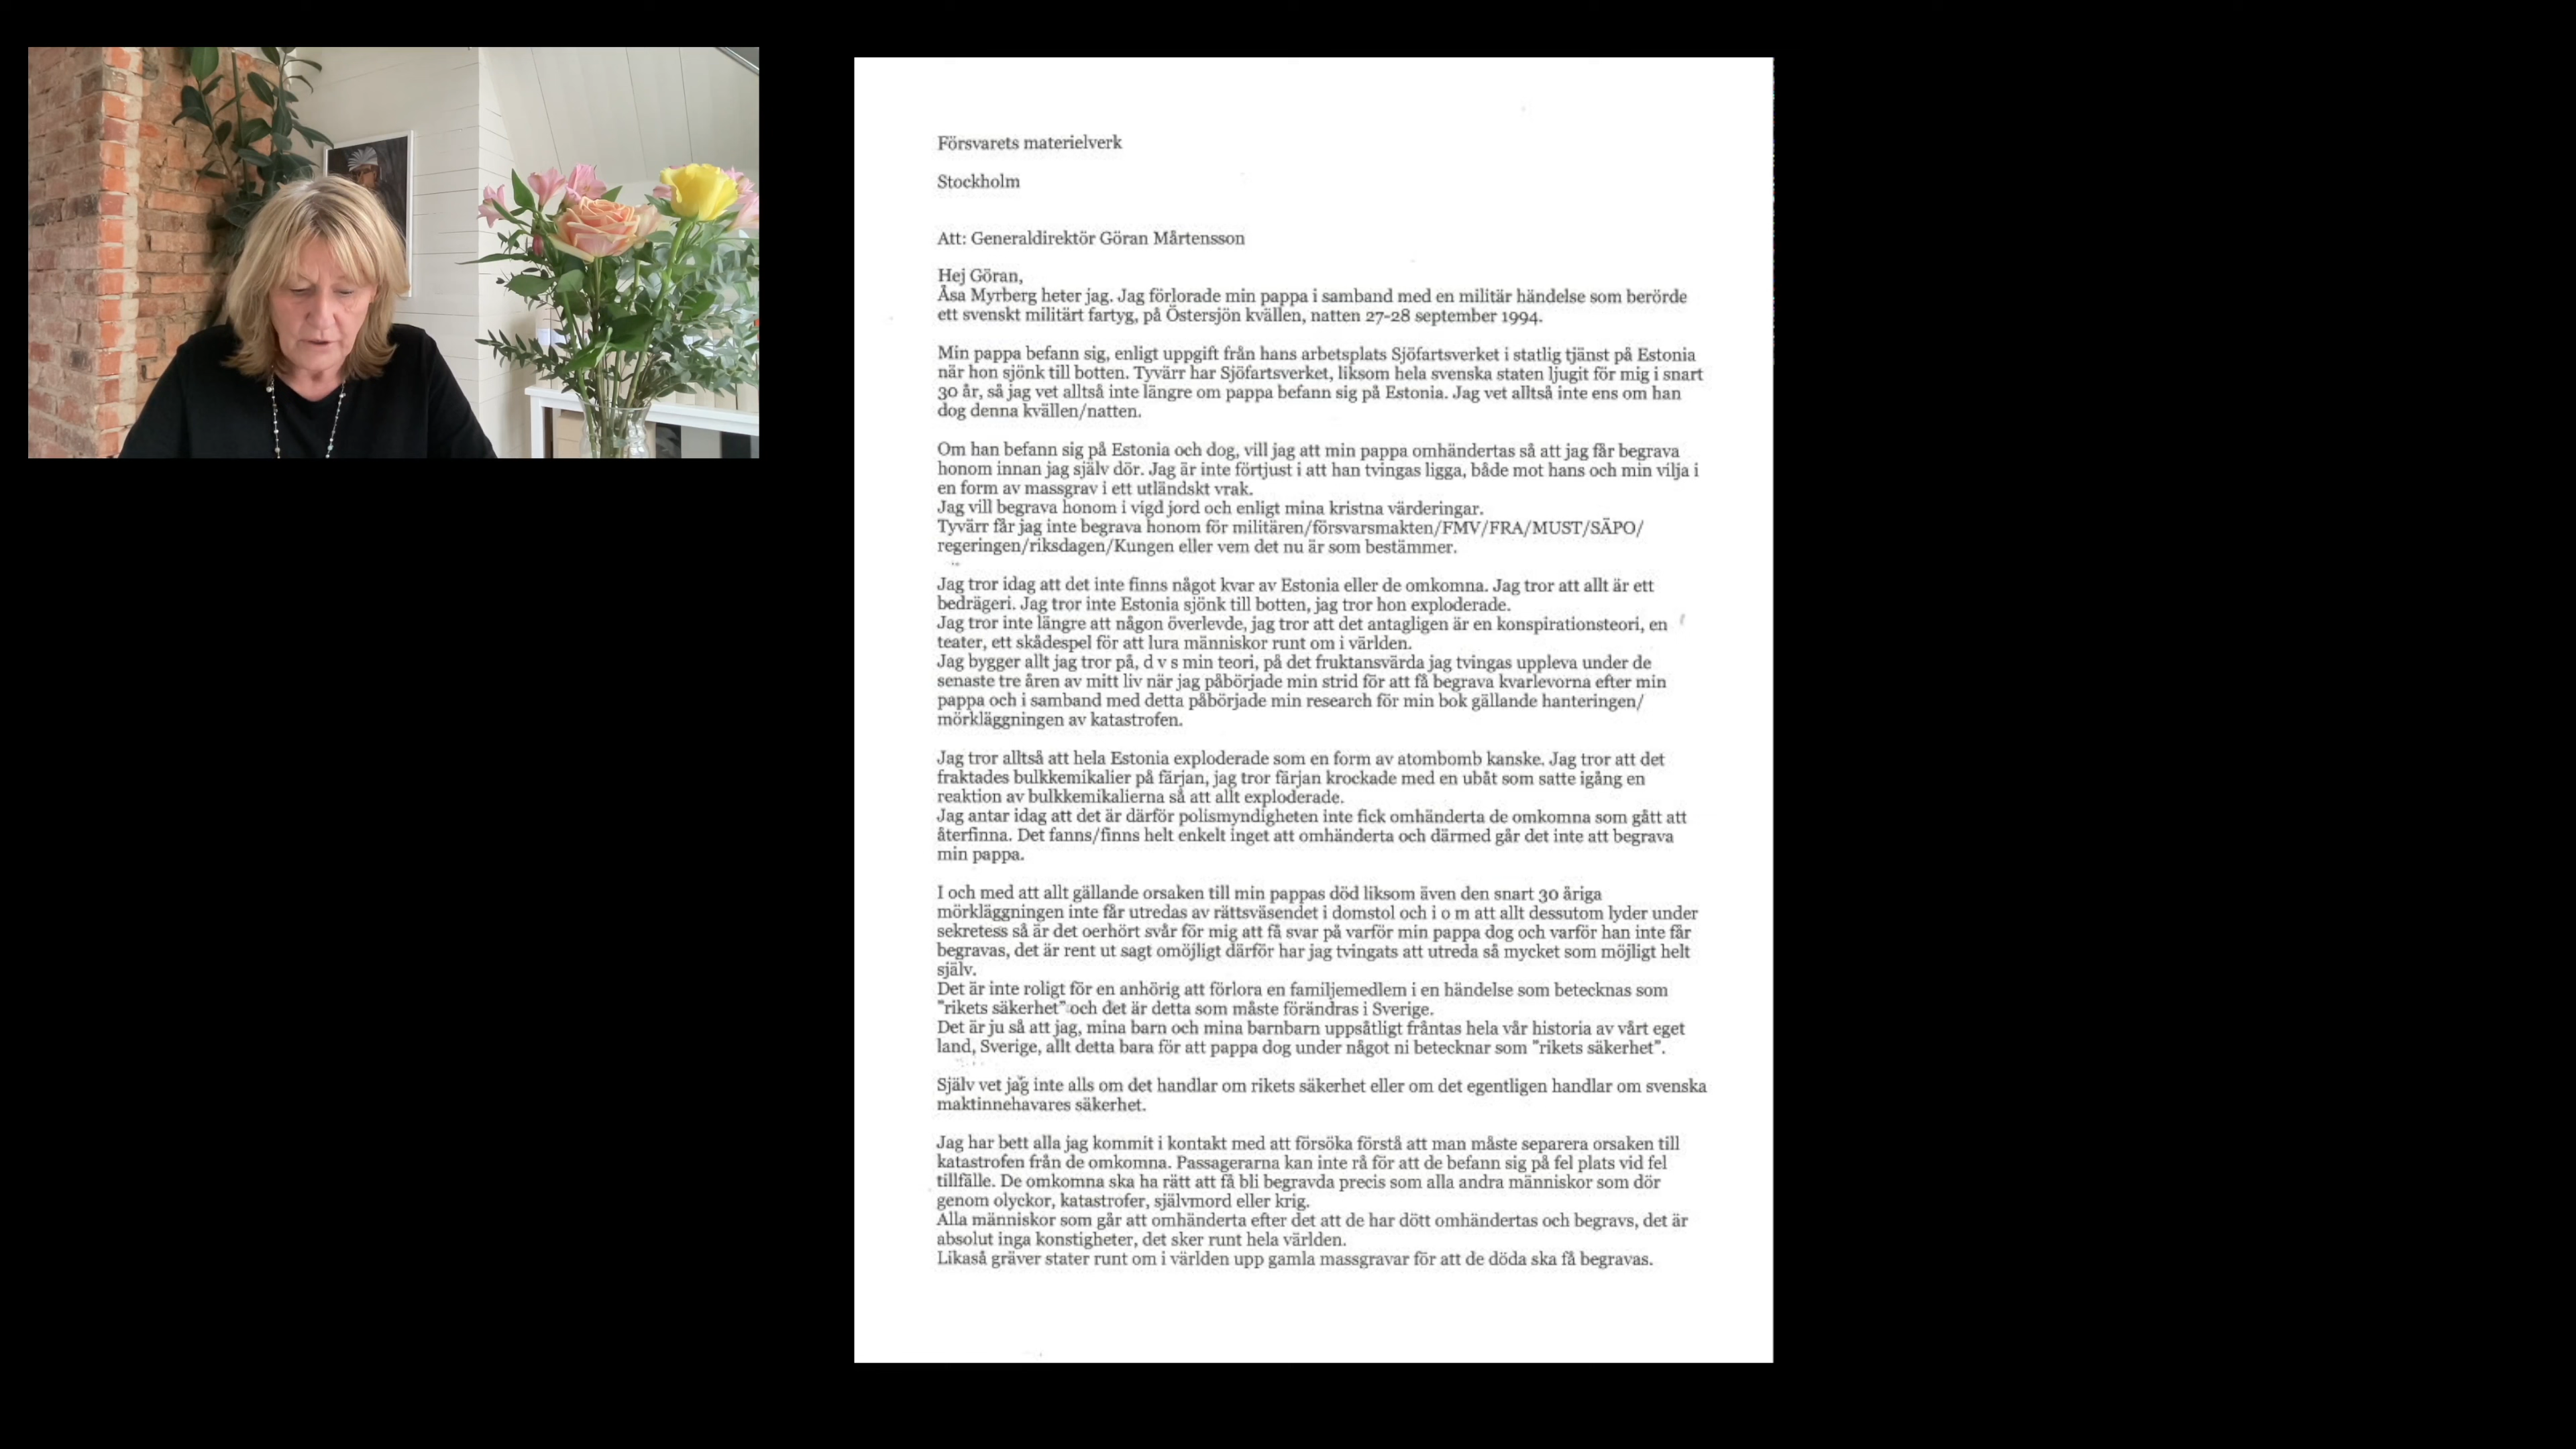 Försvarets materielverk
Stockholm
Att: Generaldirektör Göran Mårtensson
Hej Göran,
Åsa Myrberg heter jag. Jag förlorade min pappa i samband med en militär händelse som berörde
ett svenskt militärt fartyg, på Östersjön kvällen, natten 27-28 september 1994.
Min pappa befann sig, enligt uppgift från hans arbetsplats Sjöfartsverket i statlig tjänst på Estonia
när hon sjönk till botten. Tyvärr har Sjöfartsverket, liksom hela svenska staten ljugit för mig i snart
30 år, så jag vet alltså inte längre om pappa befann sig på Estonia. Jag vet alltså inte ens om han
dog denna kvällen/natten.
Om han befann sig på Estonia och dog, vill jag att min pappa omhändertas så att jag får begrava
honom innan jag själv dör. Jag är inte förtjust i att han tvingas ligga, både mot hans och min vilja i
en form av massgrav i ett utländskt vrak.
Jag vill begrava honom i vigd jord och enligt mina kristna värderingar.
Tyvärr får jag inte begrava honom för militären/försvarsmakten/FMV/FRA/MUST/SÄPO/
regeringen/riksdagen/Kungen eller vem det nu är som bestämmer.
Jag tror idag att det inte finns något kvar av Estonia eller de omkomna. Jag tror att allt är ett
bedrägeri. Jag tror inte Estonia sjönk till botten, jag tror hon exploderade.
Jag tror inte längre att någon överlevde, jag tror att det antagligen är en konspirationsteori, en
teater, ett skådespel för att lura människor runt om i världen.
Jag bygger allt jag tror på, d v s min teori, på det fruktansvärda jag tvingas uppleva under de
senaste tre åren av mitt liv när jag påbörjade min strid för att få begrava kvarlevorna efter min
pappa och i samband med detta påbörjade min research för min bok gällande hanteringen/
mörkläggningen av katastrofen.
Jag tror alltså att hela Estonia exploderade som en form av atombomb kanske. Jag tror att det
fraktades bulkkemikalier på färjan, jag tror färjan krockade med en ubåt som satte igång en
reaktion av bulkkemikalierna så att allt exploderade.
Jag antar idag att det är därför polismyndigheten inte fick omhänderta de omkomna som gått att
återfinna. Det fanns/finns helt enkelt inget att omhänderta och därmed går det inte att begrava
min pappa.
I och med att allt gällande orsaken till min pappas död liksom även den snart 30 åriga
mörkläggningen inte får utredas av rättsväsendet i domstol och i o m att allt dessutom lyder under
sekretess så är det oerhört svår för mig att få svar på varför min pappa dog och varför han inte får
begravas, det är rent ut sagt omöjligt därför har jag tvingats att utreda så mycket som möjligt helt
själv.
Det är inte roligt för en anhörig att förlora en familjemedlem i en händelse som betecknas som
"rikets säkerhet" och det är detta som måste förändras i Sverige.
Det är ju så att jag, mina barn och mina barnbarn uppsåtligt fråntas hela vår historia av vårt eget
land, Sverige, allt detta bara för att pappa dog under något ni betecknar som "rikets säkerhet".
Själv vet jag inte alls om det handlar om rikets säkerhet eller om det egentligen handlar om svenska
maktinnehavares säkerhet.
Jag har bett alla jag kommit i kontakt med att försöka förstå att man måste separera orsaken till
katastrofen från de omkomna. Passagerarna kan inte rå för att de befann sig på fel plats vid fel
tillfälle. De omkomna ska ha rätt att få bli begravda precis som alla andra människor som dör
genom olyckor, katastrofer, självmord eller krig.
Alla människor som går att omhänderta efter det att de har dött omhändertas och begravs, det är
absolut inga konstigheter, det sker runt hela världen.
Likaså gräver stater runt om i världen upp gamla massgravar för att de döda ska få begravas.